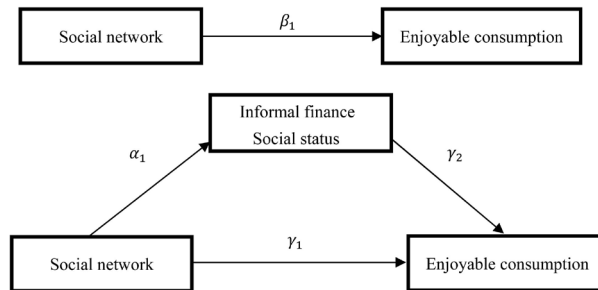 β₁
Social network
Enjoyable consumption
Informal finance
Social status
α₁
γ₂
γ₁
Social network
Enjoyable consumption